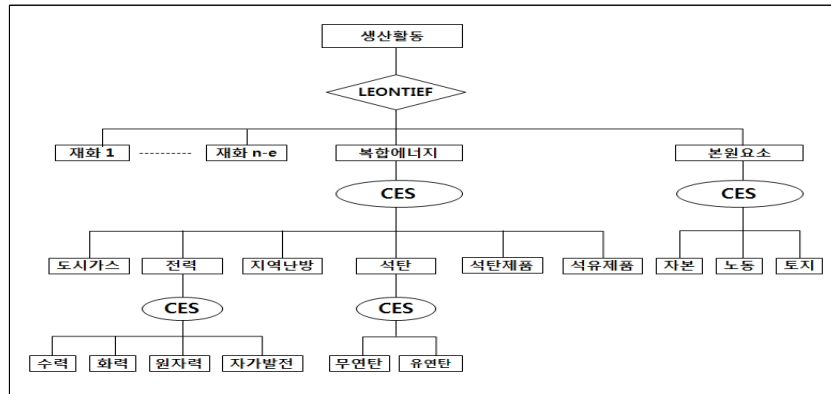 생산활동
LEONTIEF
재화 1 ---------- 재화 n-e 복합에너지 본원요소
CES CES
도시가스 전력 지역난방 석탄 석탄제품 석유제품 자본 노동 토지
CES CES
수력 화력 원자력 자가발전 무연탄 유연탄